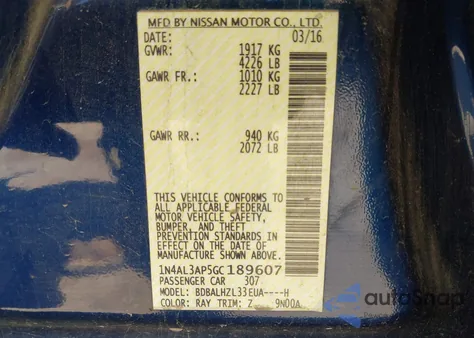 MFD BY NISSAN MOTOR CO., LTD.
DATE: 03/16
GVWR: 1917 KG
4226 LB
GAWR FR.: 1010 KG
2227 LB
GAWR RR.: 940 KG
2072 LB
THIS VEHICLE CONFORMS TO
ALL APPLICABLE FEDERAL
MOTOR VEHICLE SAFETY,
BUMPER, AND THEFT
PREVENTION STANDARDS IN
EFFECT ON THE DATE OF
MANUFACTURE SHOWN ABOVE.
1N4AL3AP5GC189607
PASSENGER CAR 307
MODEL: BDBALHZL33EUA----H
COLOR: RAY TRIM: Z 9N00A
autoSnap